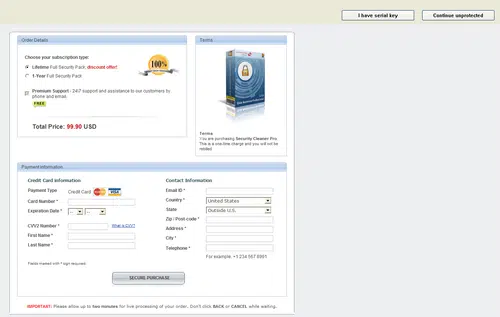 I have serial key
Continue unprotected
Order Details
Choose your subscription type:
Lifetime Full Security Pack, discount offer!
1-Year Full Security Pack
100%
Premium Support - 24/7 support and assistance to our customers by
phone and email.
FREE
Total Price: 99.90 USD
Terms
Terms
You are purchasing Security Cleaner Pro.
This is a one-time charge and you will not be
rebilled
Payment Information
Credit Card information
Payment Type
Credit Card
MasterCard
VISA
Card Number *
Expiration Date *
CVV2 Number *
What is CVV?
First Name *
Last Name *
Fields marked with * sign required.
Contact Information
Email ID *
Country *
United States
State
Outside U.S.
Zip / Post code *
Address *
City *
Telephone *
For example, +1 234 567 8901
SECURE PURCHASE
IMPORTANT: Please allow up to two minutes for live processing of your order. Don't click BACK or CANCEL while waiting.